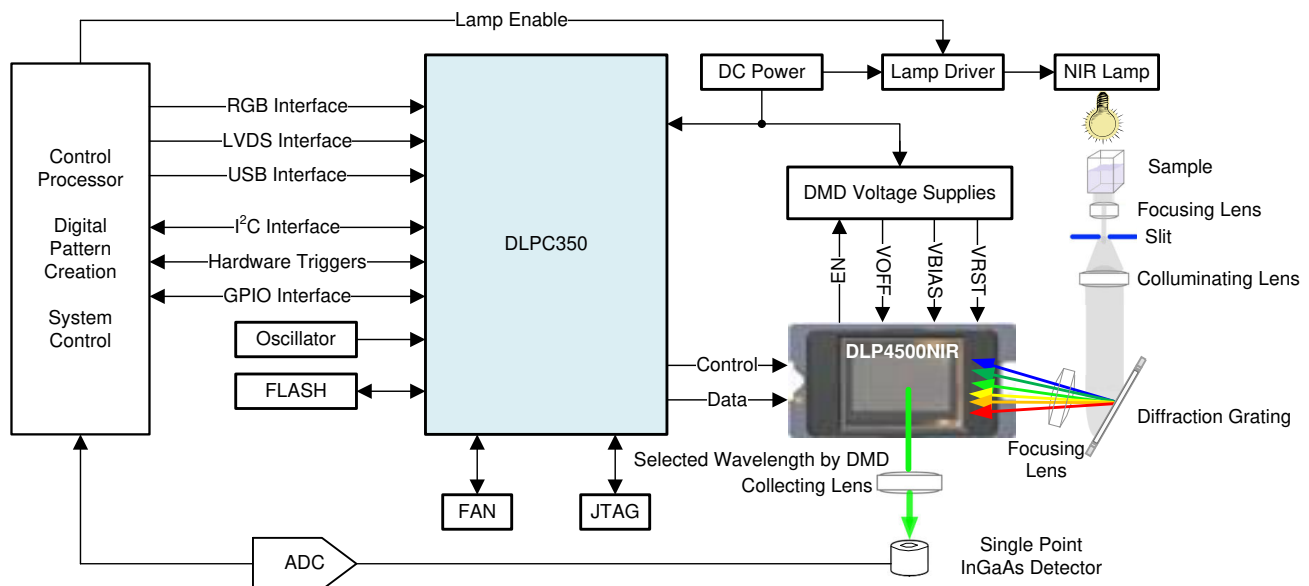 Lamp Enable
Control
Processor
Digital
Pattern
Creation
System
Control
RGB Interface
LVDS Interface
USB Interface
I²C Interface
Hardware Triggers
GPIO Interface
Oscillator
FLASH
DLPC350
FAN
JTAG
DC Power
Lamp Driver
NIR Lamp
DMD Voltage Supplies
EN
VOFF
VBIAS
VRST
Control
Data
DLP4500NIR
Sample
Focusing Lens
Slit
Colluminating Lens
Diffraction Grating
Focusing
Lens
Selected Wavelength by DMD
Collecting Lens
Single Point
InGaAs Detector
ADC